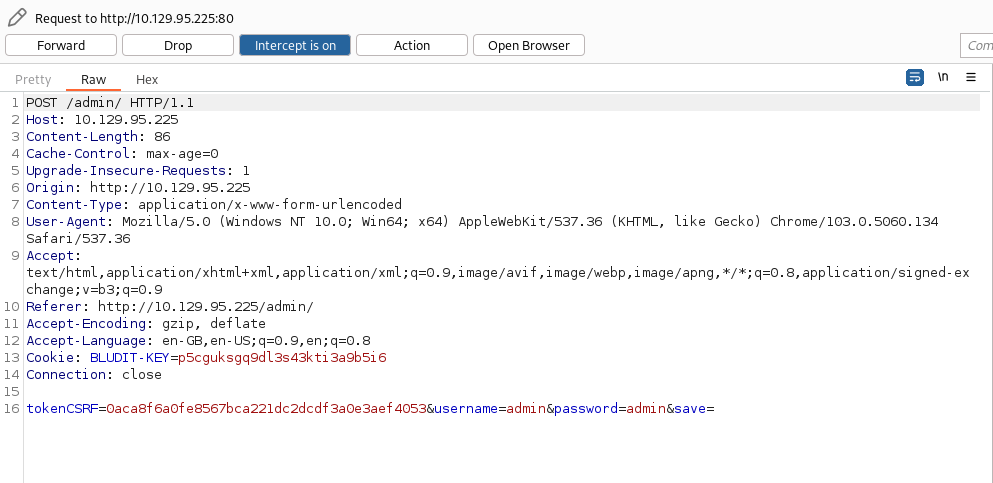 Request to http://10.129.95.225:80
Forward Drop Intercept is on Action Open Browser Com
Pretty Raw Hex \n
1 POST /admin/ HTTP/1.1
2 Host: 10.129.95.225
3 Content-Length: 86
4 Cache-Control: max-age=0
5 Upgrade-Insecure-Requests: 1
6 Origin: http://10.129.95.225
7 Content-Type: application/x-www-form-urlencoded
8 User-Agent: Mozilla/5.0 (Windows NT 10.0; Win64; x64) AppleWebKit/537.36 (KHTML, like Gecko) Chrome/103.0.5060.134
Safari/537.36
9 Accept:
text/html,application/xhtml+xml,application/xml;q=0.9,image/avif,image/webp,image/apng,*/*;q=0.8,application/signed-ex
change;v=b3;q=0.9
10 Referer: http://10.129.95.225/admin/
11 Accept-Encoding: gzip, deflate
12 Accept-Language: en-GB,en-US;q=0.9,en;q=0.8
13 Cookie: BLUDIT-KEY=p5cguksgq9dl3s43kti3a9b5i6
14 Connection: close
15
16 tokenCSRF=0aca8f6a0fe8567bca221dc2dcdf3a0e3aef4053&username=admin&password=admin&save=